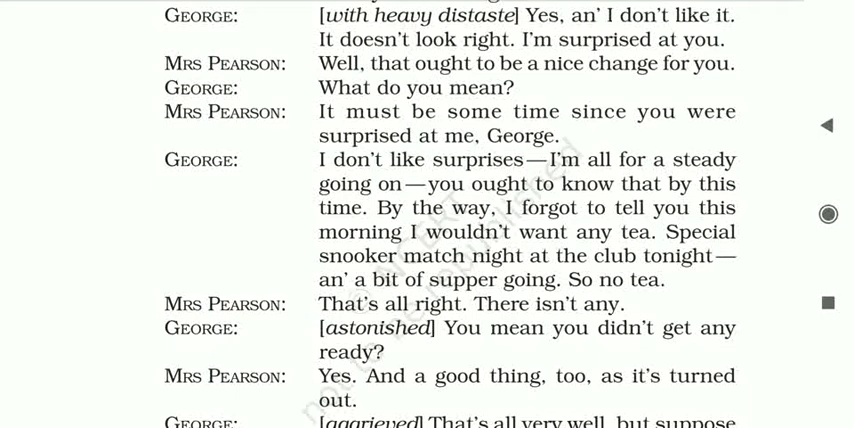 GEORGE: [with heavy distaste] Yes, an' I don't like it.
It doesn't look right. I'm surprised at you.
MRS PEARSON: Well, that ought to be a nice change for you.
GEORGE: What do you mean?
MRS PEARSON: It must be some time since you were
surprised at me, George.
GEORGE: I don't like surprises—I'm all for a steady
going on—you ought to know that by this
time. By the way, I forgot to tell you this
morning I wouldn't want any tea. Special
snooker match night at the club tonight—
an' a bit of supper going. So no tea.
MRS PEARSON: That's all right. There isn't any.
GEORGE: [astonished] You mean you didn't get any
ready?
MRS PEARSON: Yes. And a good thing, too, as it's turned
out.
GEORGE: [aggrieved] That's all very well, but suppose
© NCERT
not to be republished